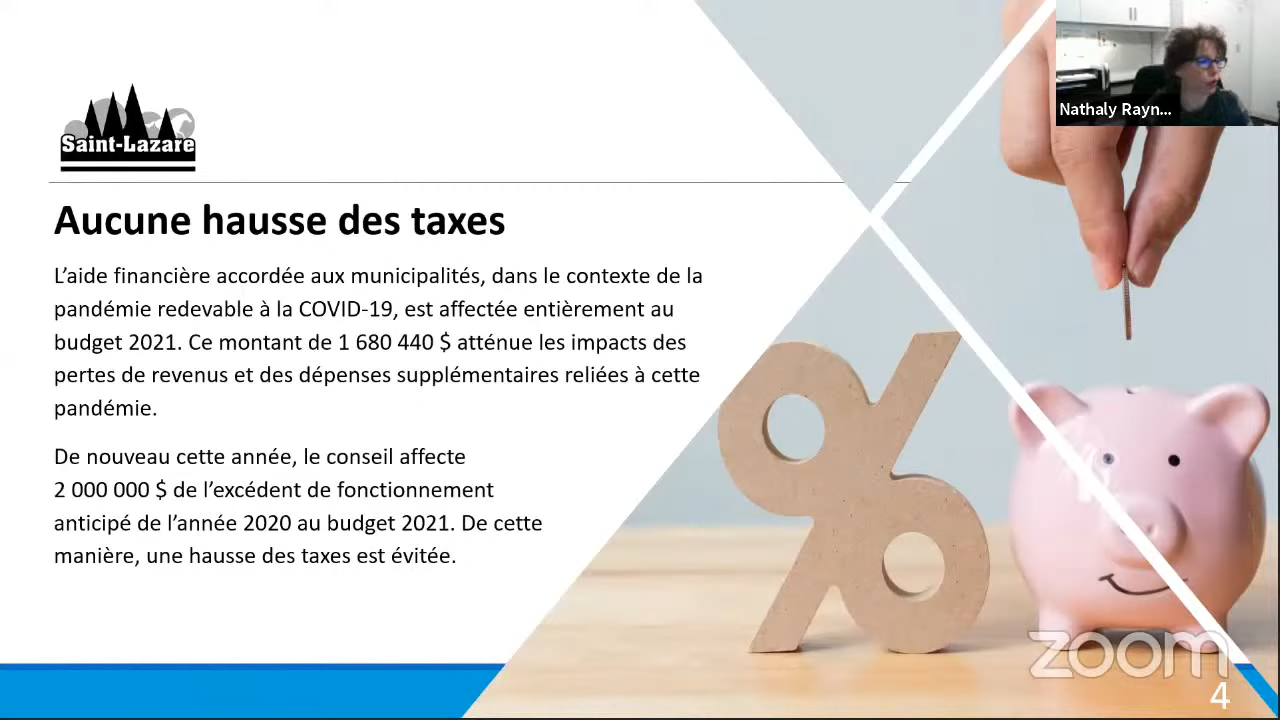 Saint-Lazare
Nathaly Rayn...
Aucune hausse des taxes
L’aide financière accordée aux municipalités, dans le contexte de la
pandémie redevable à la COVID-19, est affectée entièrement au
budget 2021. Ce montant de 1 680 440 $ atténue les impacts des
pertes de revenus et des dépenses supplémentaires reliées à cette
pandémie.
De nouveau cette année, le conseil affecte
2 000 000 $ de l’excédent de fonctionnement
anticipé de l’année 2020 au budget 2021. De cette
manière, une hausse des taxes est évitée.
zoom
4